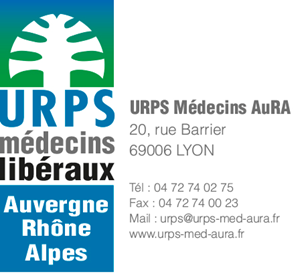 URPS
médecins
libéraux
Auvergne
Rhône
Alpes
URPS Médecins AuRA
20, rue Barrier
69006 LYON
Tél : 04 72 74 02 75
Fax : 04 72 74 00 23
Mail : urps@urps-med-aura.fr
www.urps-med-aura.fr